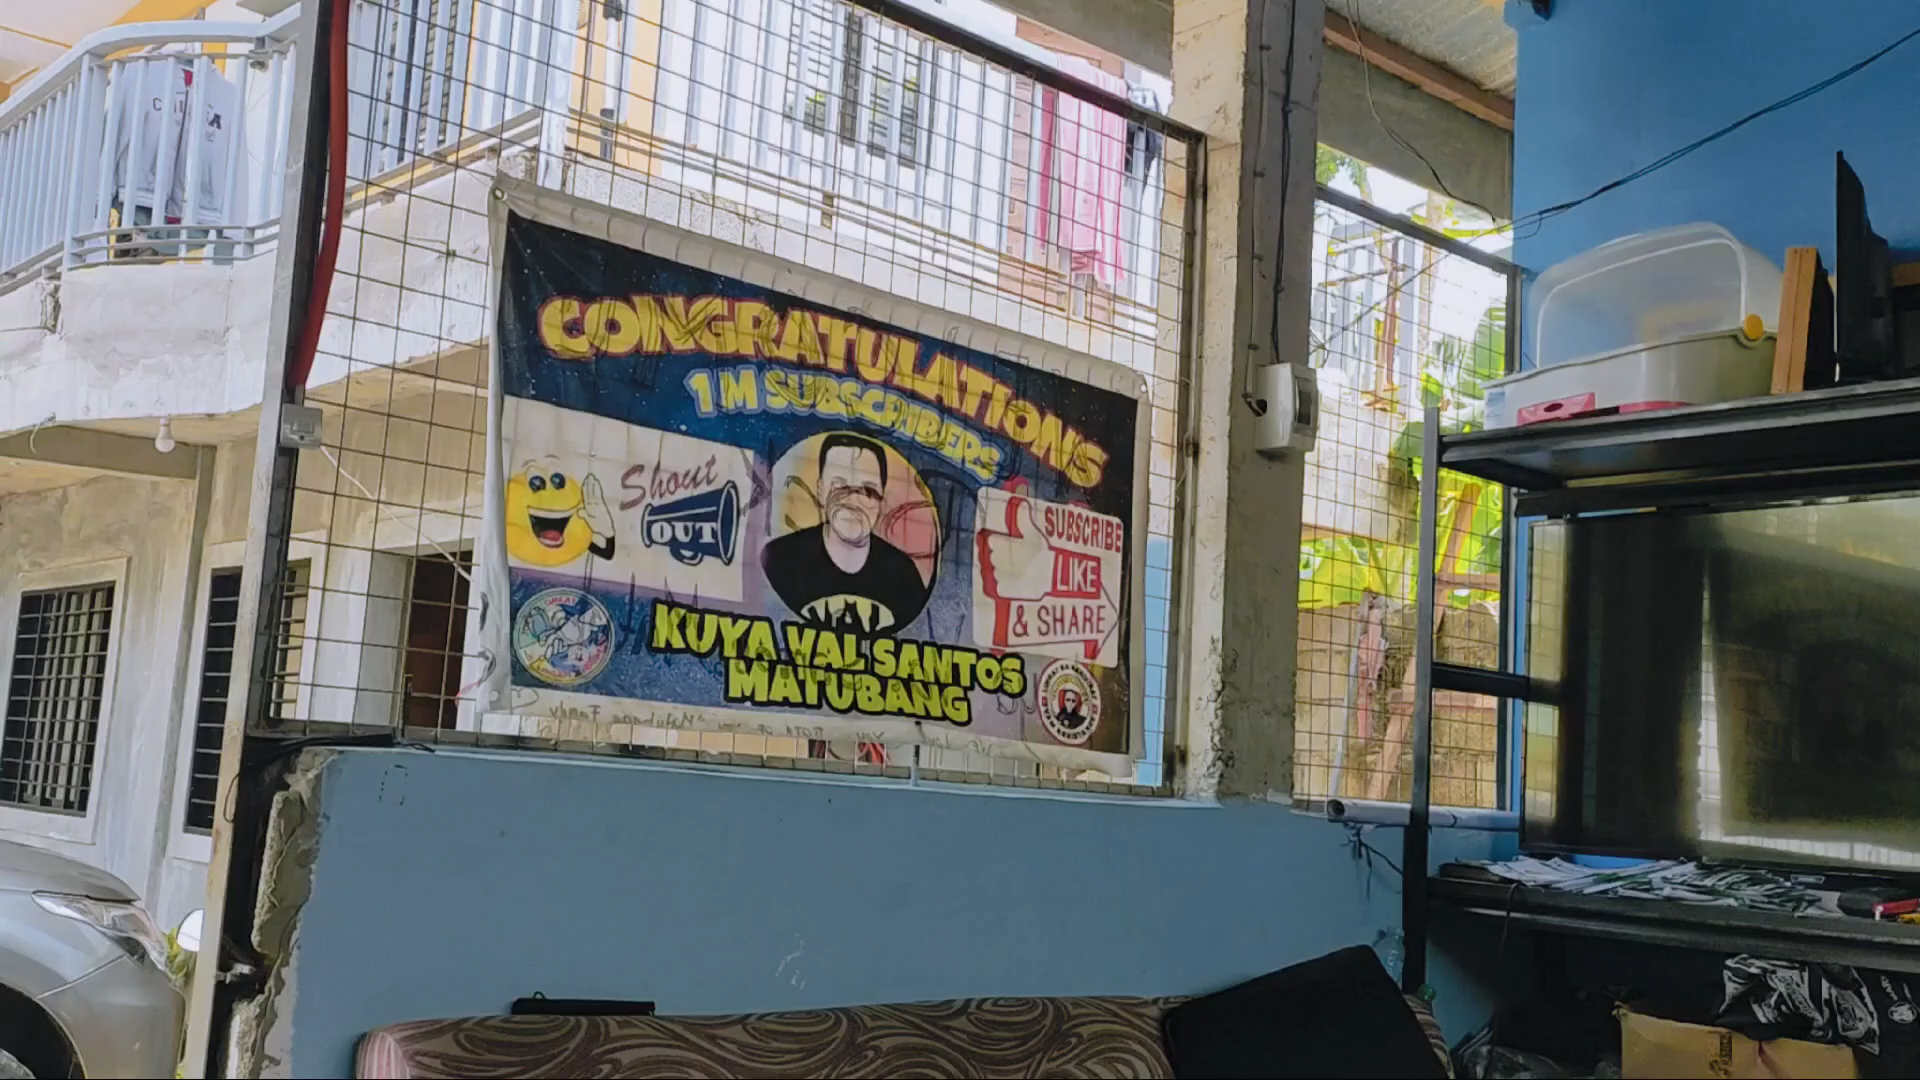 CONGRATULATIONS
1 M SUBSCRIBERS
Shout
OUT
SUBSCRIBE
LIKE
& SHARE
KUYA VAL SANTOS
MATUBANG